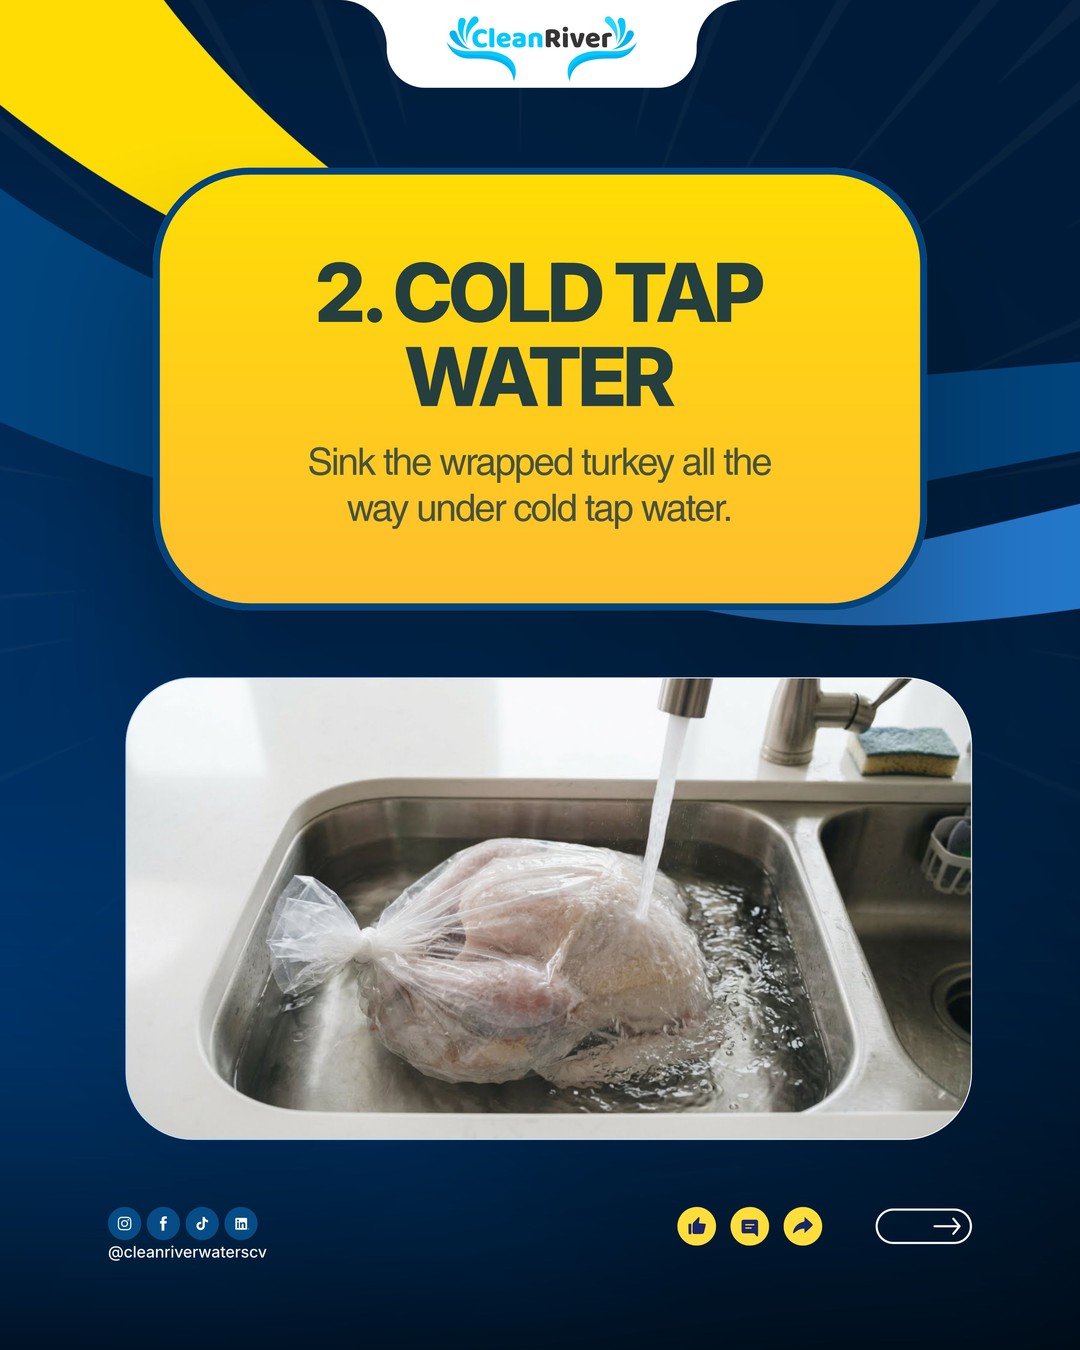 CleanRiver
2. COLD TAP
WATER
Sink the wrapped turkey all the
way under cold tap water.
@cleanriverwaterscv